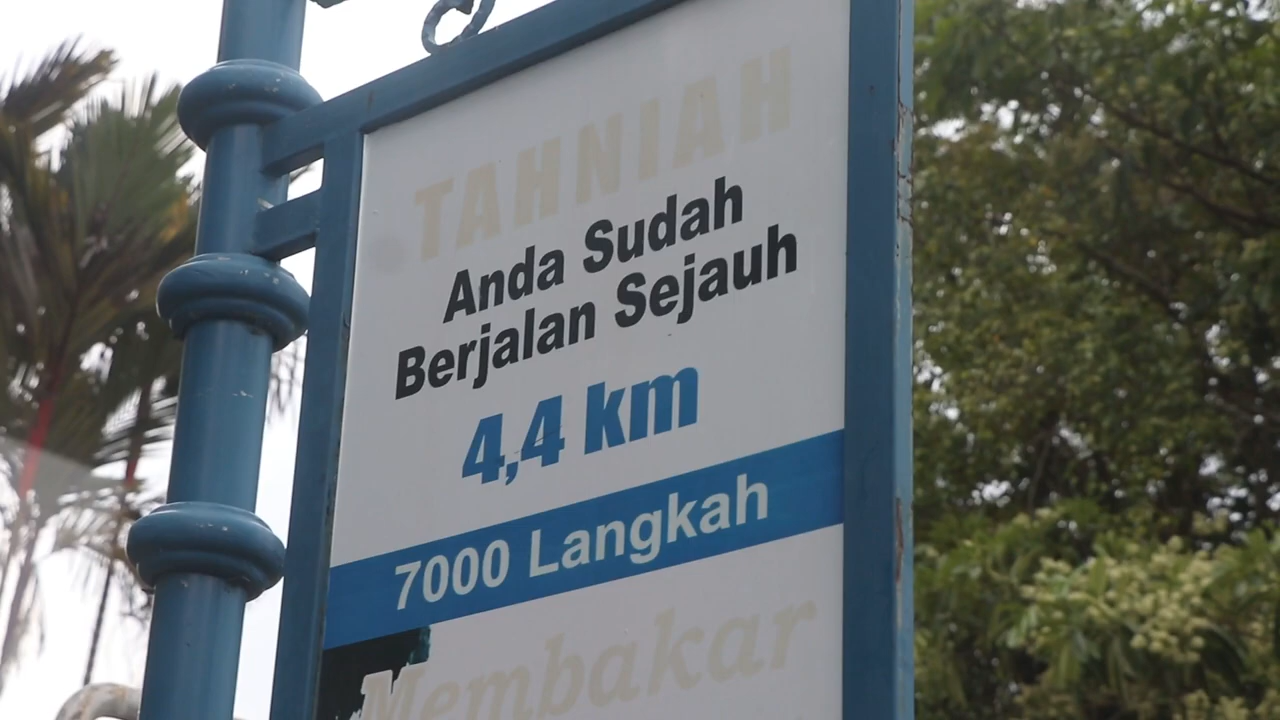 TAHNIAH
Anda Sudah
Berjalan Sejauh
4,4 km
7000 Langkah
Membakar